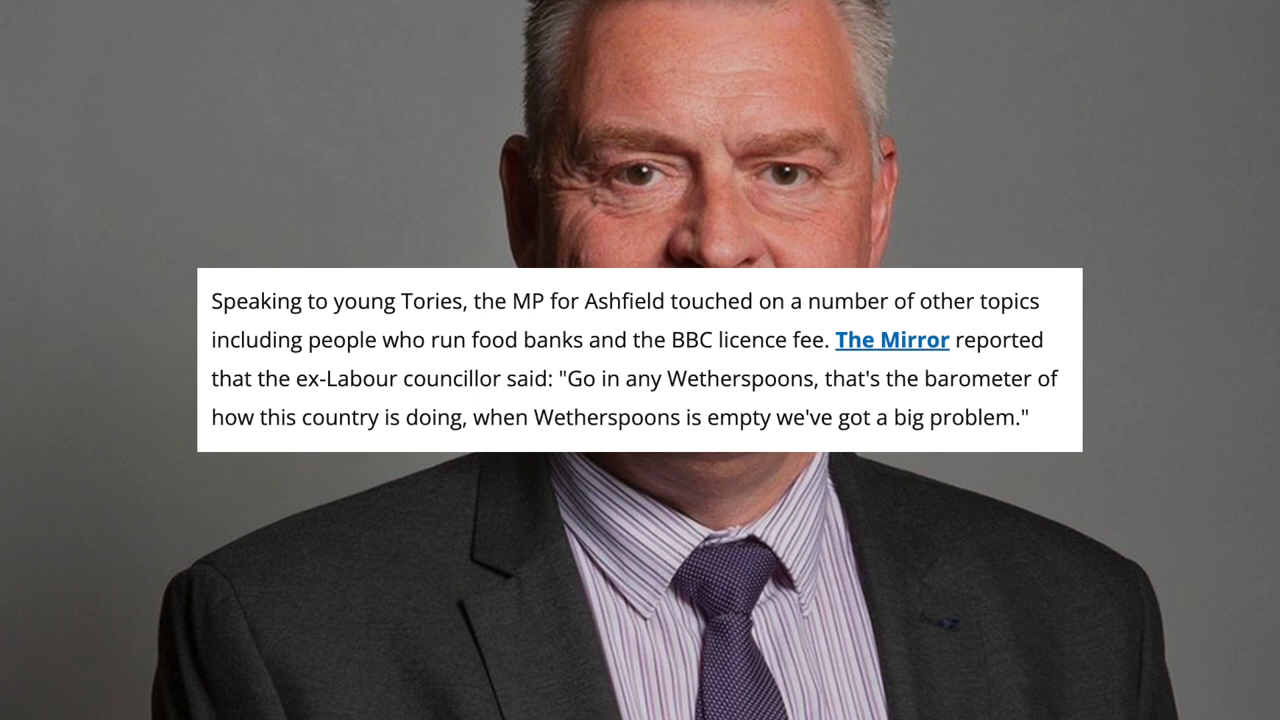 Speaking to young Tories, the MP for Ashfield touched on a number of other topics
including people who run food banks and the BBC licence fee. The Mirror reported
that the ex-Labour councillor said: "Go in any Wetherspoons, that's the barometer of
how this country is doing, when Wetherspoons is empty we've got a big problem."